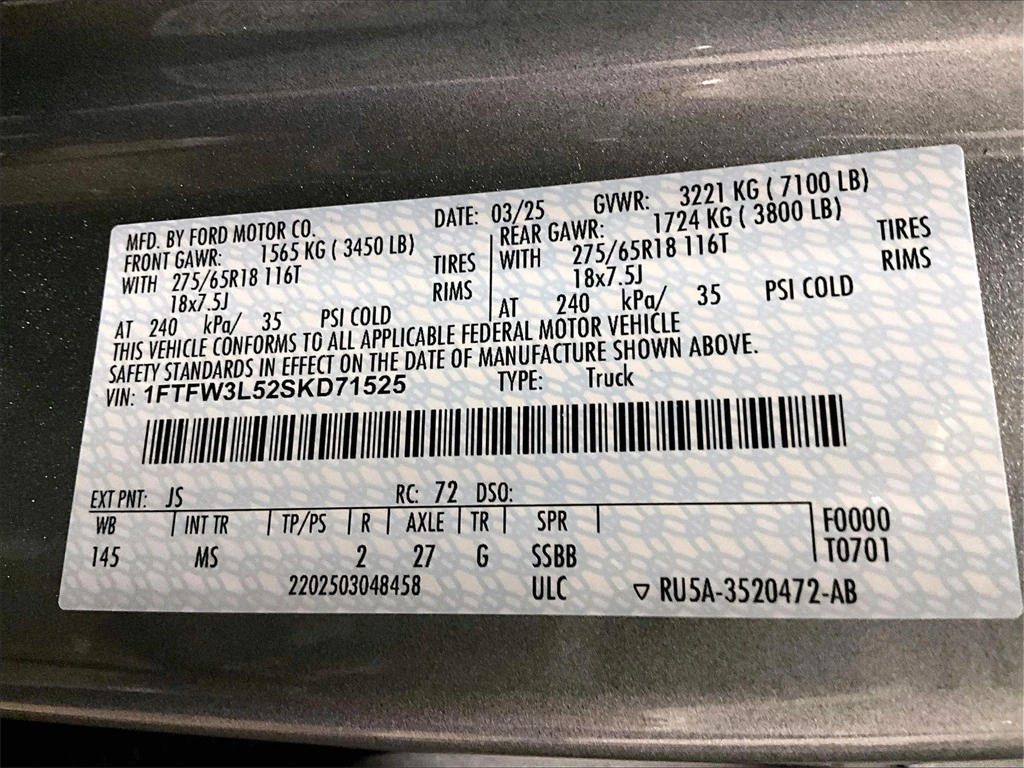 MFD. BY FORD MOTOR CO. DATE: 03/25 GVWR: 3221 KG ( 7100 LB)
FRONT GAWR: 1565 KG ( 3450 LB) REAR GAWR: 1724 KG ( 3800 LB)
WITH 275/65R18 116T TIRES WITH 275/65R18 116T TIRES
18x7.5J RIMS 18x7.5J RIMS
AT 240 kPa/ 35 PSI COLD AT 240 kPa/ 35 PSI COLD
THIS VEHICLE CONFORMS TO ALL APPLICABLE FEDERAL MOTOR VEHICLE
SAFETY STANDARDS IN EFFECT ON THE DATE OF MANUFACTURE SHOWN ABOVE.
VIN: 1FTFW3L52SKD71525 TYPE: Truck
EXT PNT: JS RC: 72 DSO:
WB INT TR TP/PS R AXLE TR SPR F0000
145 MS 2 27 G SSBB T0701
2202503048458 ULC ▽ RU5A-3520472-AB